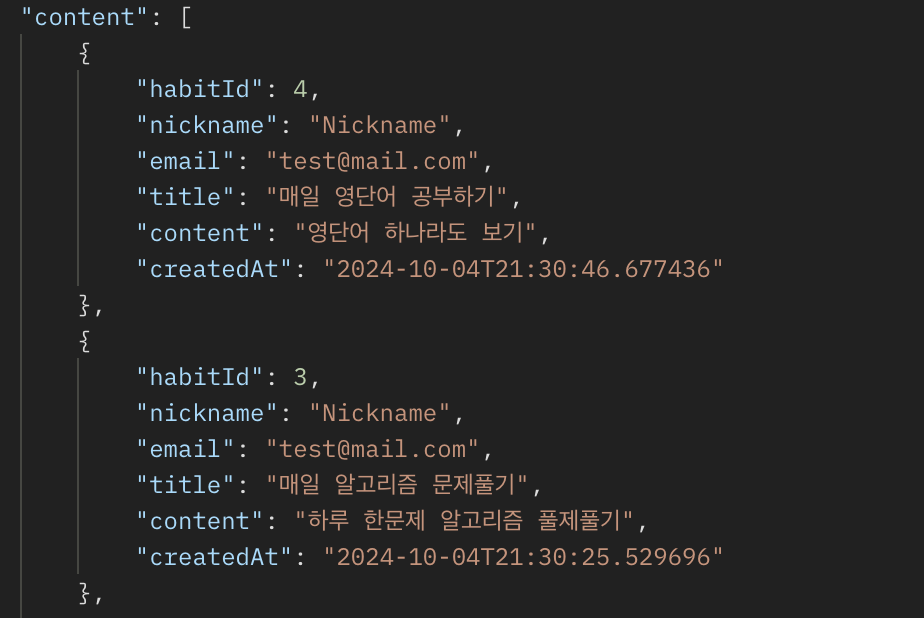 "content": [
{
"habitId": 4,
"nickname": "Nickname",
"email": "test@mail.com",
"title": "매일 영단어 공부하기",
"content": "영단어 하나라도 보기",
"createdAt": "2024-10-04T21:30:46.677436"
},
{
"habitId": 3,
"nickname": "Nickname",
"email": "test@mail.com",
"title": "매일 알고리즘 문제풀기",
"content": "하루 한문제 알고리즘 풀제풀기",
"createdAt": "2024-10-04T21:30:25.529696"
},